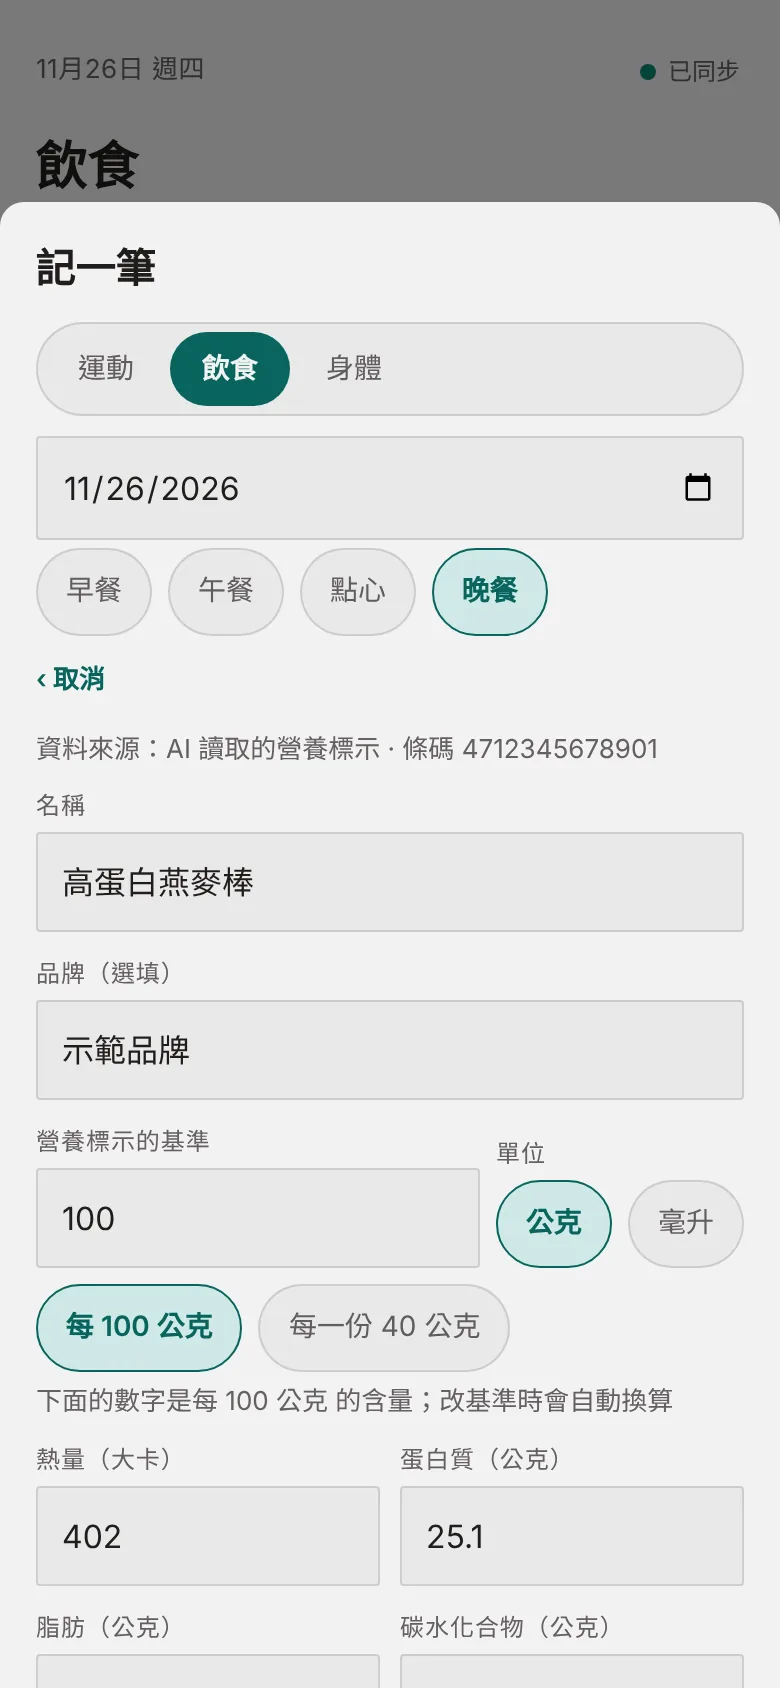 11月26日 週四
已同步
飲食
記一筆
運動 飲食 身體
11/26/2026
早餐 午餐 點心 晚餐
‹ 取消
資料來源：AI 讀取的營養標示 · 條碼 4712345678901
名稱
高蛋白燕麥棒
品牌（選填）
示範品牌
營養標示的基準 單位
100 公克 毫升
每 100 公克 每一份 40 公克
下面的數字是每 100 公克 的含量；改基準時會自動換算
熱量（大卡） 蛋白質（公克）
402 25.1
脂肪（公克） 碳水化合物（公克）